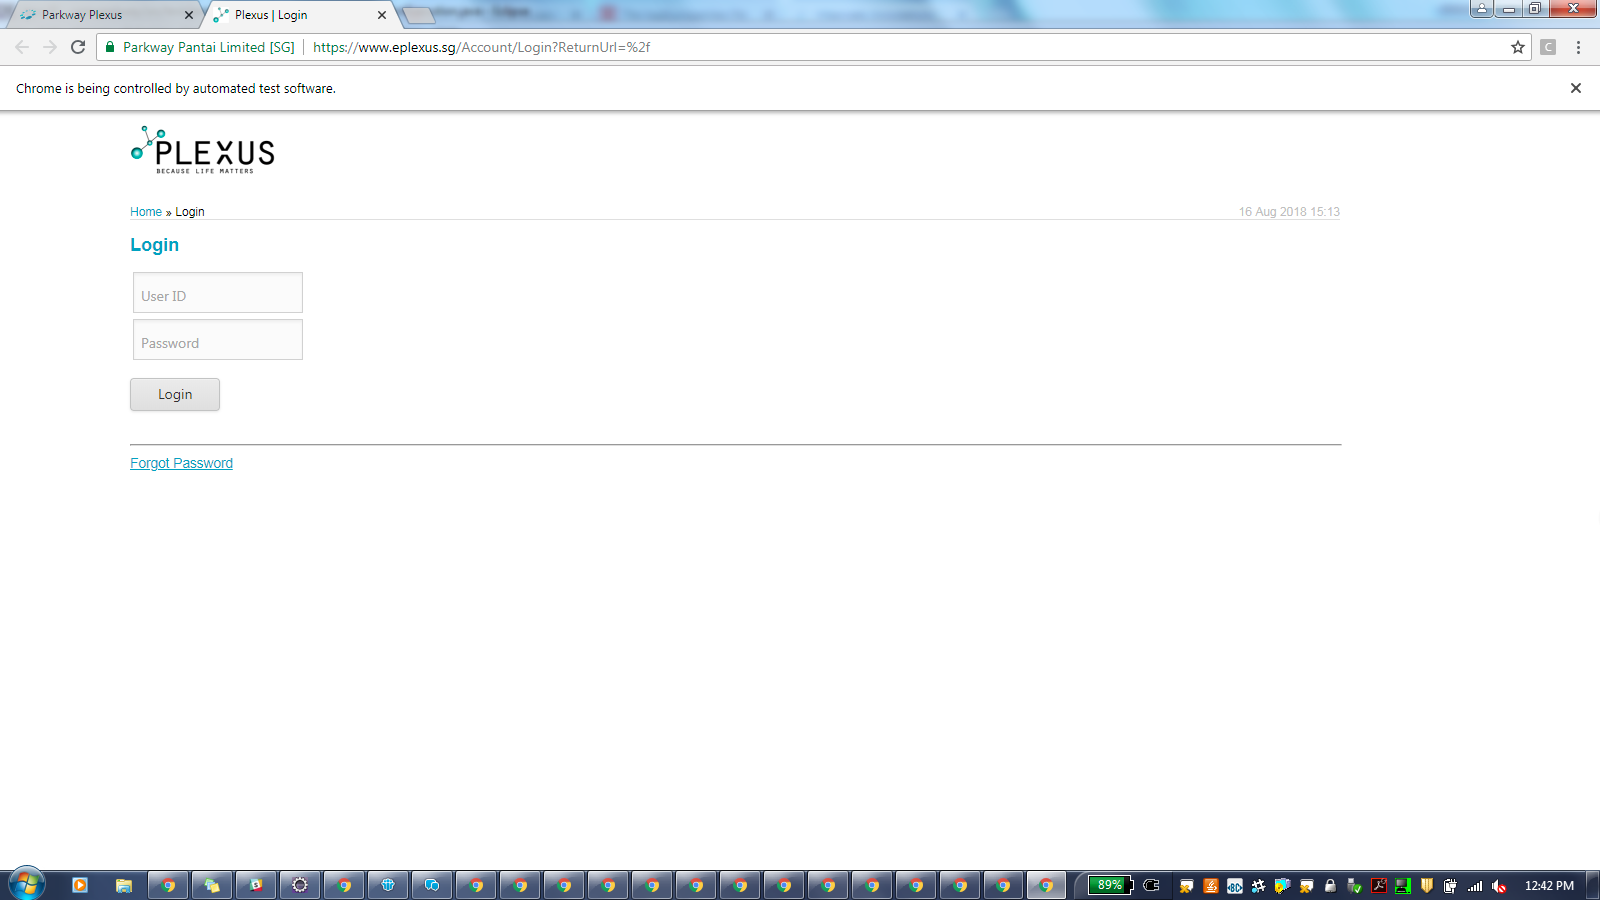 Parkway Plexus
Plexus | Login
Parkway Pantai Limited [SG]
https://www.eplexus.sg/Account/Login?ReturnUrl=%2f
C
Chrome is being controlled by automated test software.
PLEXUS
BECAUSE LIFE MATTERS
Home » Login
16 Aug 2018 15:13
Login
User ID
Password
Login
Forgot Password
89%
12:42 PM